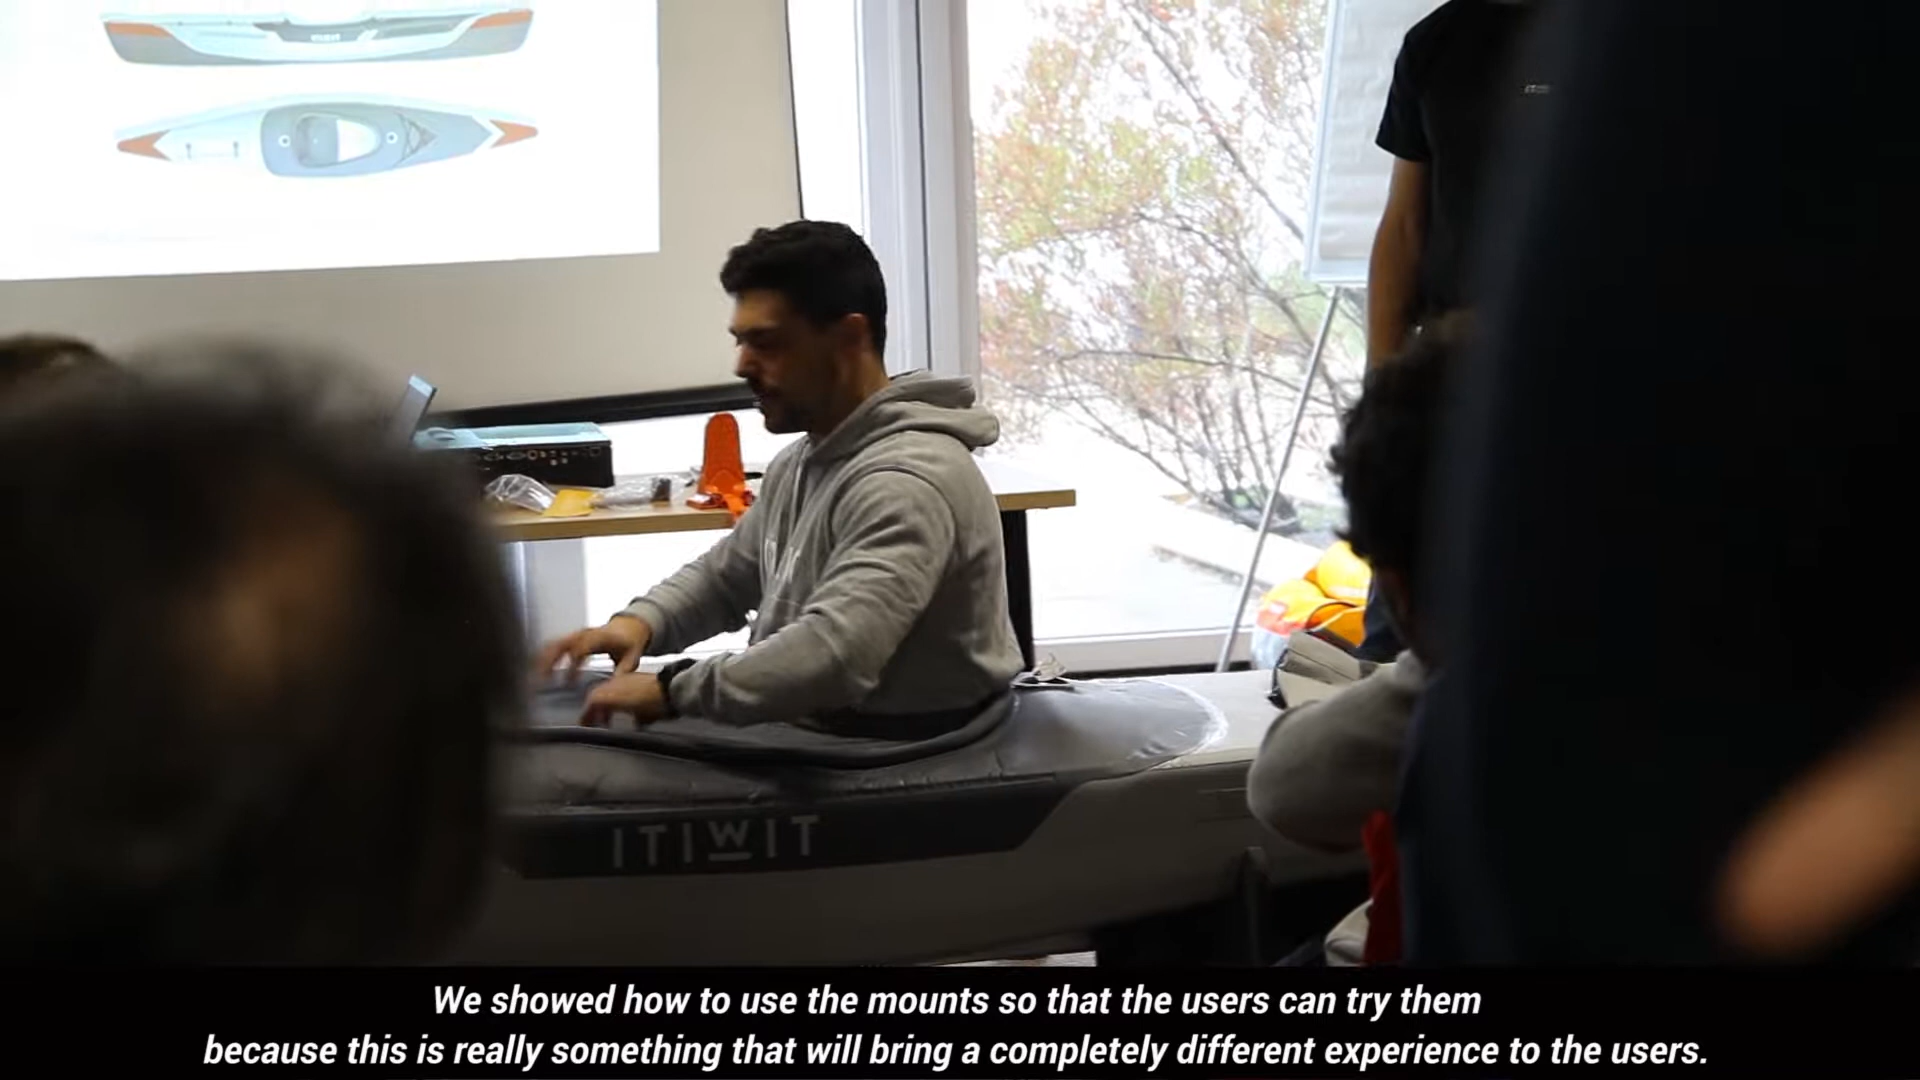 ITIWIT
We showed how to use the mounts so that the users can try them
because this is really something that will bring a completely different experience to the users.